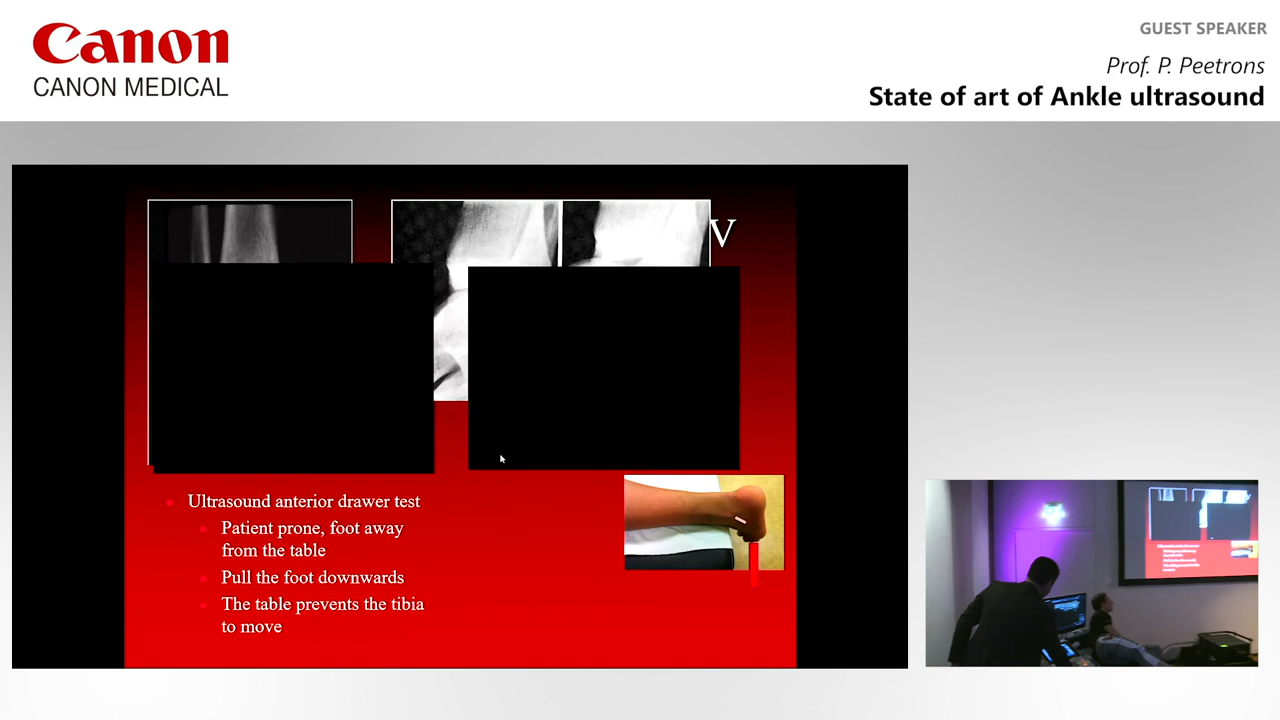 Canon
CANON MEDICAL
GUEST SPEAKER
Prof. P. Peetrons
State of art of Ankle ultrasound
V
Ultrasound anterior drawer test
Patient prone, foot away
from the table
Pull the foot downwards
The table prevents the tibia
to move